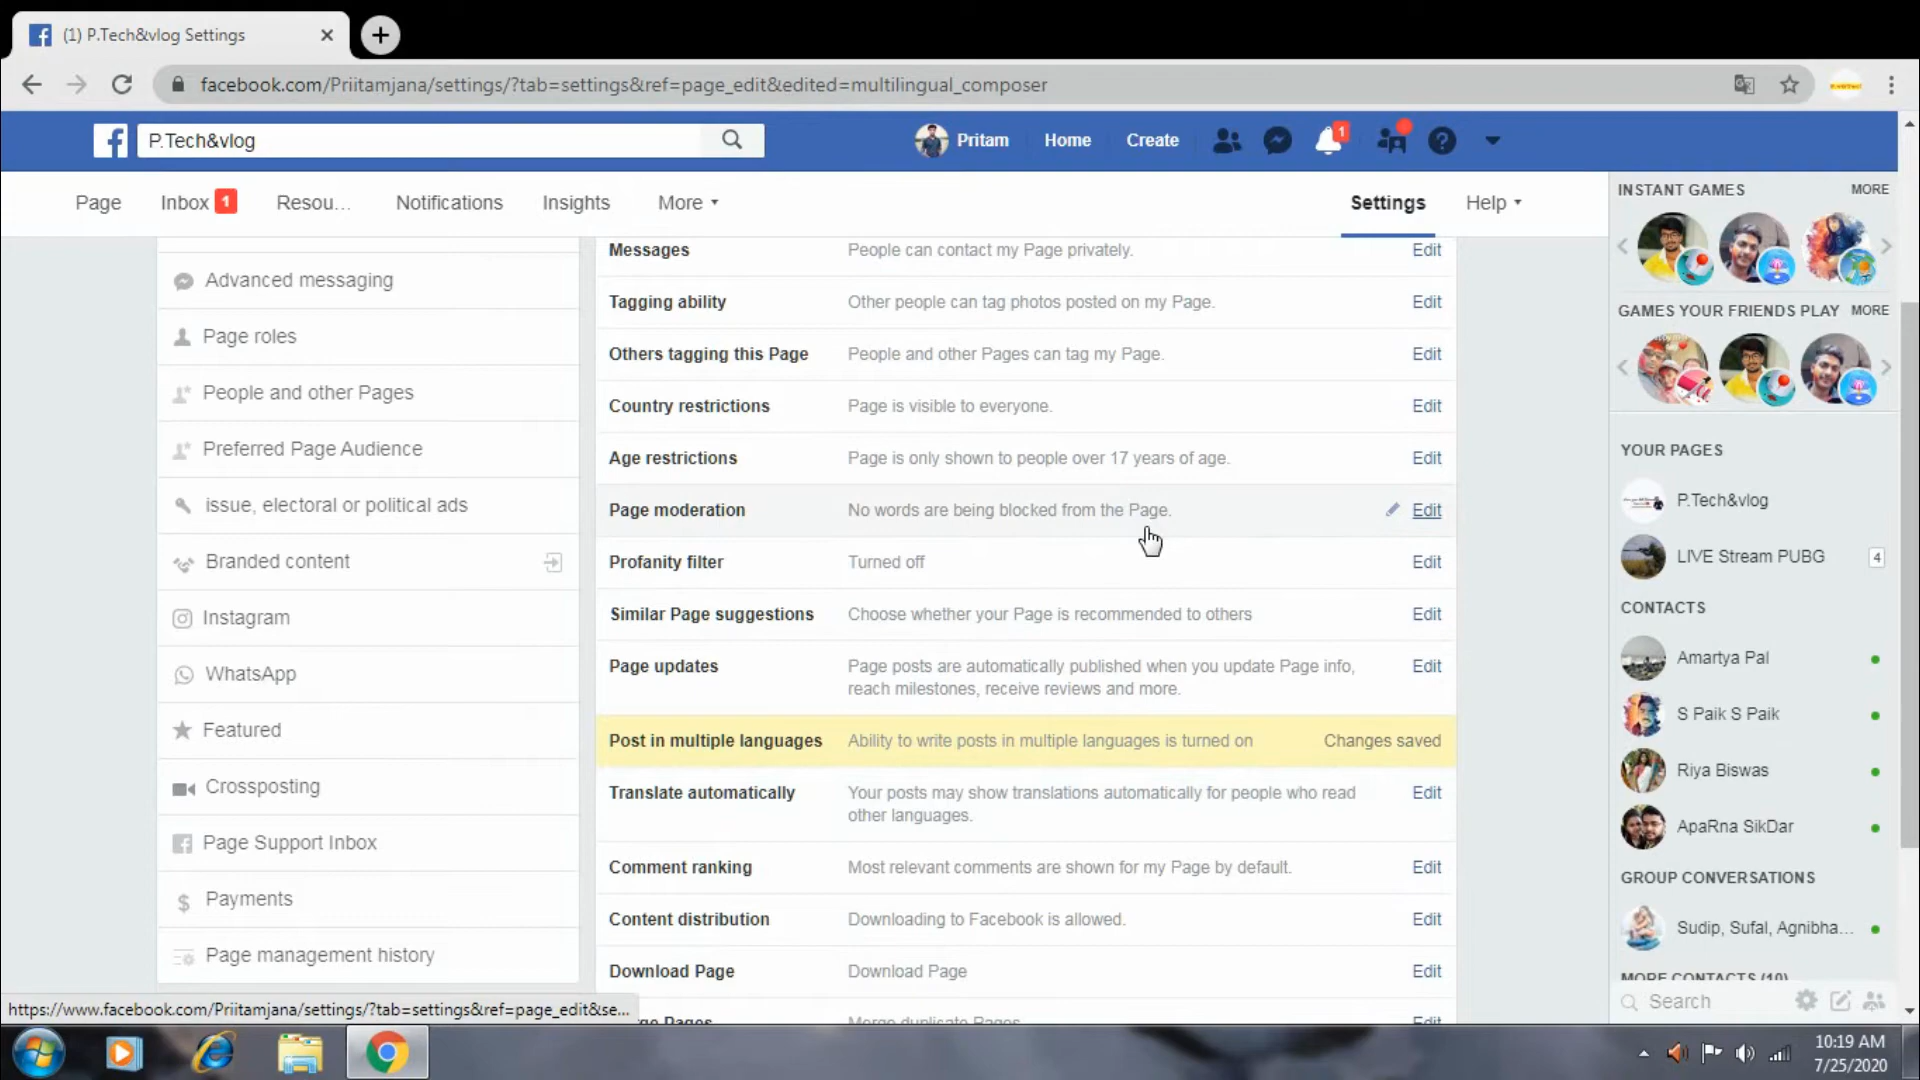 (1) P.Tech&vlog Settings
facebook.com/Priitamjana/settings/?tab=settings&ref=page_edit&edited=multilingual_composer
P.Tech&vlog
Pritam
Home
Create
1
Page
Inbox 1
Resou...
Notifications
Insights
More
Settings
Help
Advanced messaging
Page roles
People and other Pages
Preferred Page Audience
issue, electoral or political ads
Branded content
Instagram
WhatsApp
Featured
Crossposting
Page Support Inbox
Payments
Page management history
Messages People can contact my Page privately. Edit
Tagging ability Other people can tag photos posted on my Page. Edit
Others tagging this Page People and other Pages can tag my Page. Edit
Country restrictions Page is visible to everyone. Edit
Age restrictions Page is only shown to people over 17 years of age. Edit
Page moderation No words are being blocked from the Page. Edit
Profanity filter Turned off Edit
Similar Page suggestions Choose whether your Page is recommended to others Edit
Page updates Page posts are automatically published when you update Page info, Edit
reach milestones, receive reviews and more.
Post in multiple languages Ability to write posts in multiple languages is turned on Changes saved
Translate automatically Your posts may show translations automatically for people who read Edit
other languages.
Comment ranking Most relevant comments are shown for my Page by default. Edit
Content distribution Downloading to Facebook is allowed. Edit
Download Page Download Page Edit
Merge duplicate Pages Edit
INSTANT GAMES MORE
GAMES YOUR FRIENDS PLAY MORE
YOUR PAGES
P.Tech&vlog
LIVE Stream PUBG 4
CONTACTS
Amartya Pal
S Paik S Paik
Riya Biswas
ApaRna SikDar
GROUP CONVERSATIONS
Sudip, Sufal, Agnibha...
MORE CONTACTS (10)
Search
https://www.facebook.com/Priitamjana/settings/?tab=settings&ref=page_edit&se...
10:19 AM
7/25/2020